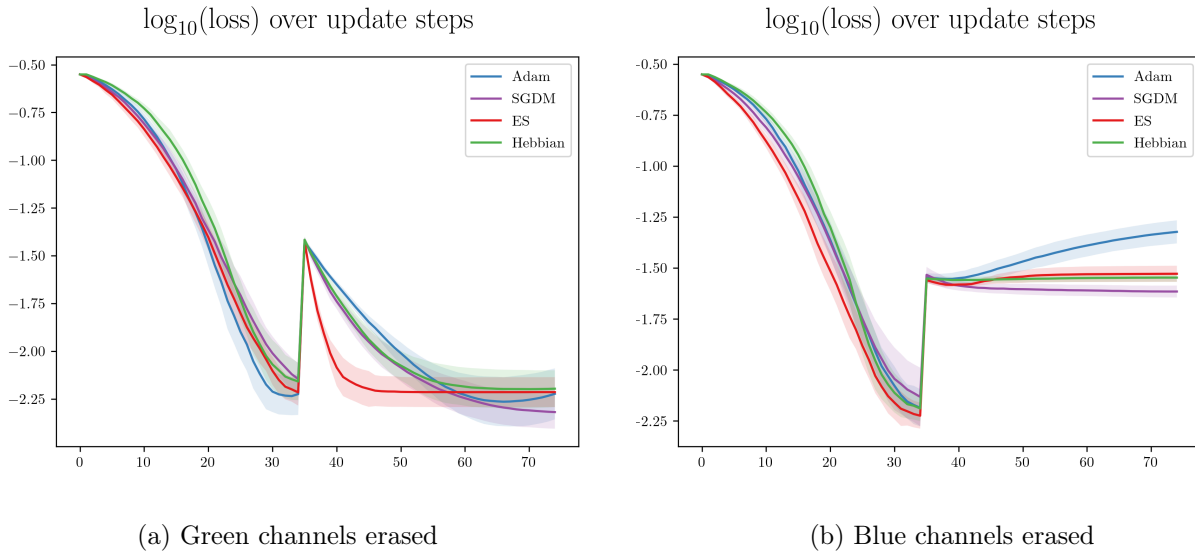 log₁₀(loss) over update steps
−0.50
−0.75
−1.00
−1.25
−1.50
−1.75
−2.00
−2.25
0 10 20 30 40 50 60 70
Adam
SGDM
ES
Hebbian
(a) Green channels erased
log₁₀(loss) over update steps
-0.50
-0.75
-1.00
-1.25
-1.50
-1.75
-2.00
-2.25
0 10 20 30 40 50 60 70
Adam
SGDM
ES
Hebbian
(b) Blue channels erased